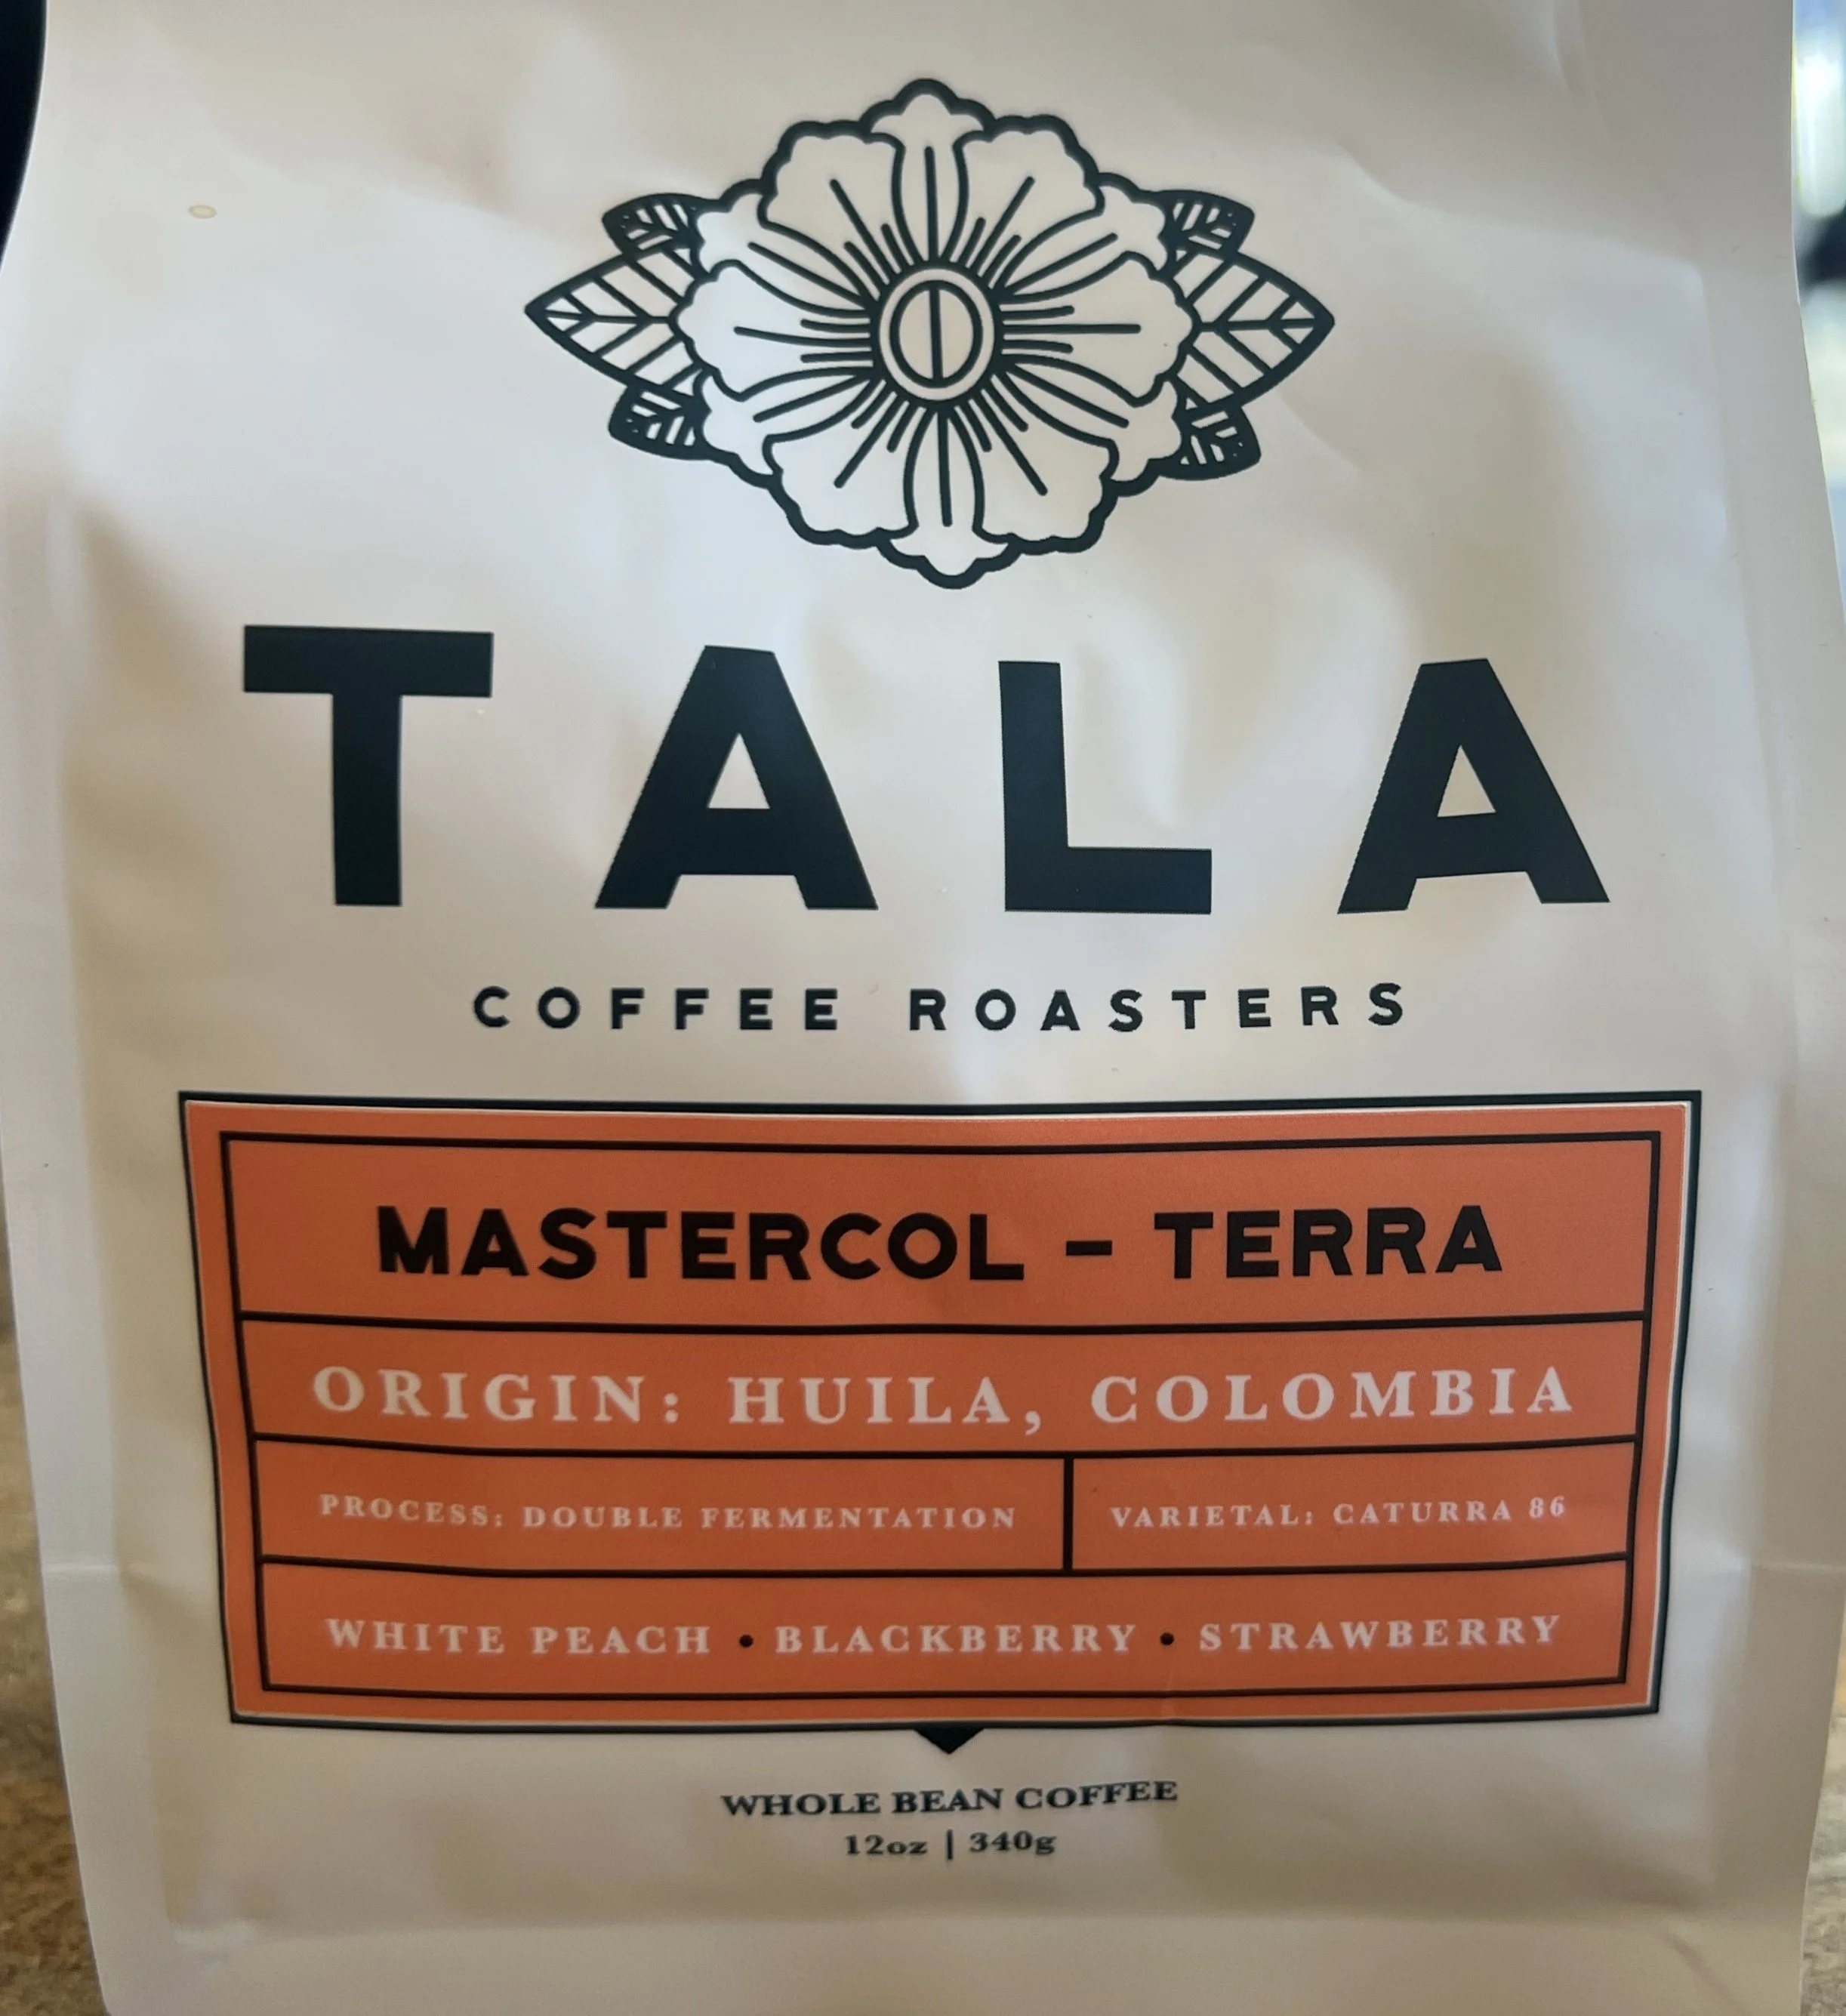 TALA
COFFEE ROASTERS
MASTERCOL – TERRA
ORIGIN: HUILA, COLOMBIA
PROCESS: DOUBLE FERMENTATION
VARIETAL: CATURRA 86
WHITE PEACH • BLACKBERRY • STRAWBERRY
WHOLE BEAN COFFEE
12oz | 340g